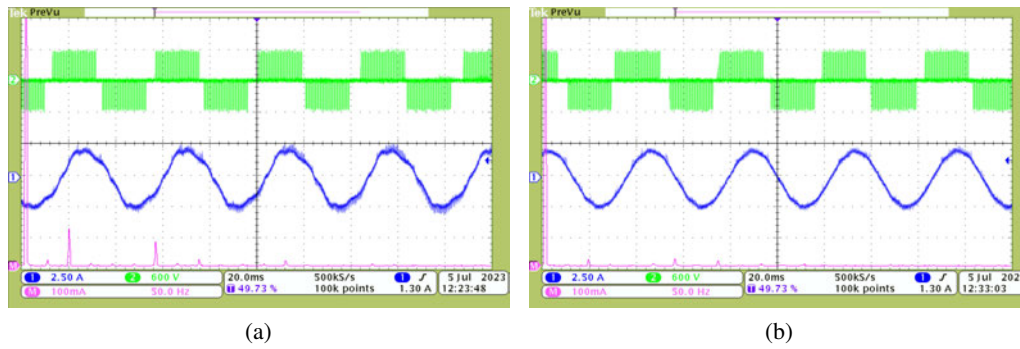 Tek PreVu
2
1
M
1 2.50 A 2 600 V
M 100mA 50.0 Hz
20.0ms
T 49.73 %
500kS/s
100k points
1 ∫
1.30 A
5 Jul 2023
12:23:48
(a)
Tek PreVu
2
1
M
1 2.50 A 2 600 V
M 100mA 50.0 Hz
20.0ms
T 49.73 %
500kS/s
100k points
1 ∫
1.30 A
5 Jul 2023
12:33:03
(b)